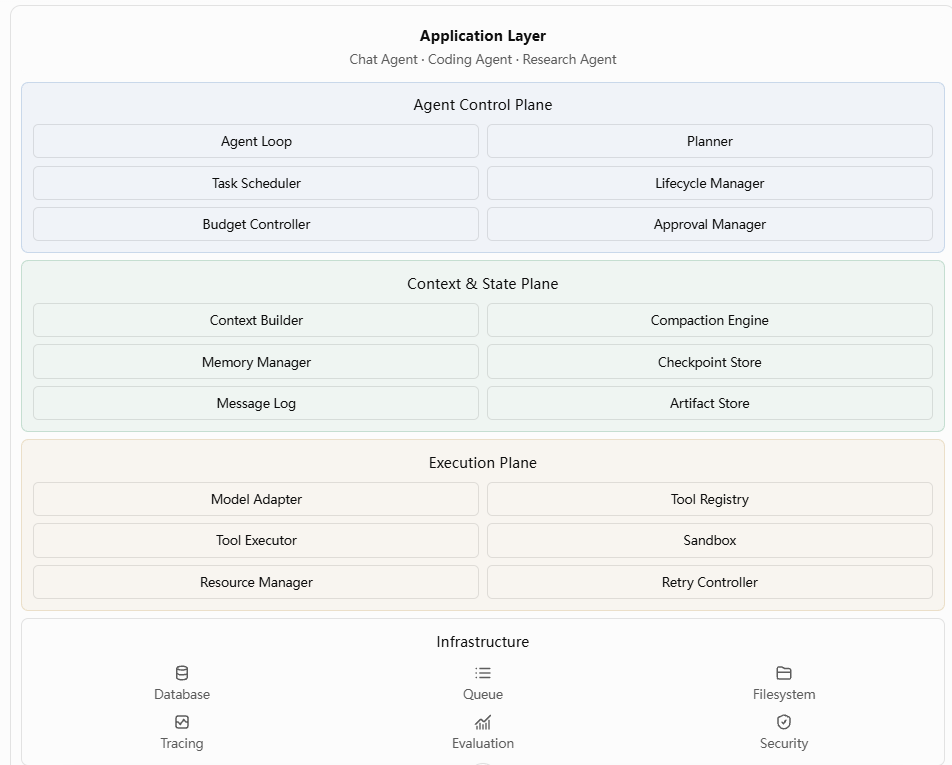 Application Layer
Chat Agent · Coding Agent · Research Agent
Agent Control Plane
Agent Loop
Planner
Task Scheduler
Lifecycle Manager
Budget Controller
Approval Manager
Context & State Plane
Context Builder
Compaction Engine
Memory Manager
Checkpoint Store
Message Log
Artifact Store
Execution Plane
Model Adapter
Tool Registry
Tool Executor
Sandbox
Resource Manager
Retry Controller
Infrastructure
Database
Queue
Filesystem
Tracing
Evaluation
Security